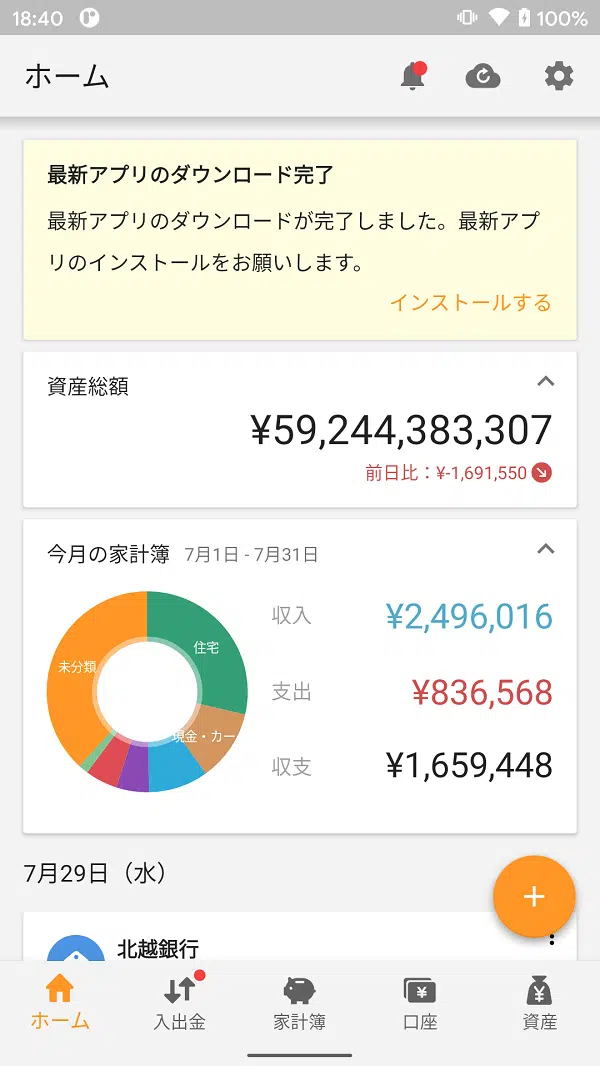 18:40
100%
ホーム
最新アプリのダウンロード完了
最新アプリのダウンロードが完了しました。最新アプ
リのインストールをお願いします。
インストールする
資産総額
¥59,244,383,307
前日比：¥-1,691,550
今月の家計簿 7月1日 - 7月31日
収入 ¥2,496,016
住宅
未分類
支出 ¥836,568
現金・カー
収支 ¥1,659,448
7月29日（水）
+
北越銀行
ホーム
入出金
家計簿
口座
資産